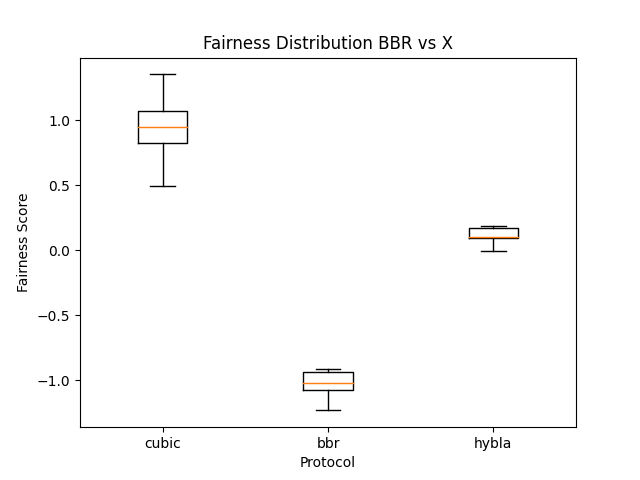 Fairness Distribution BBR vs X
Fairness Score
1.0
0.5
0.0
−0.5
−1.0
cubic
bbr
hybla
Protocol